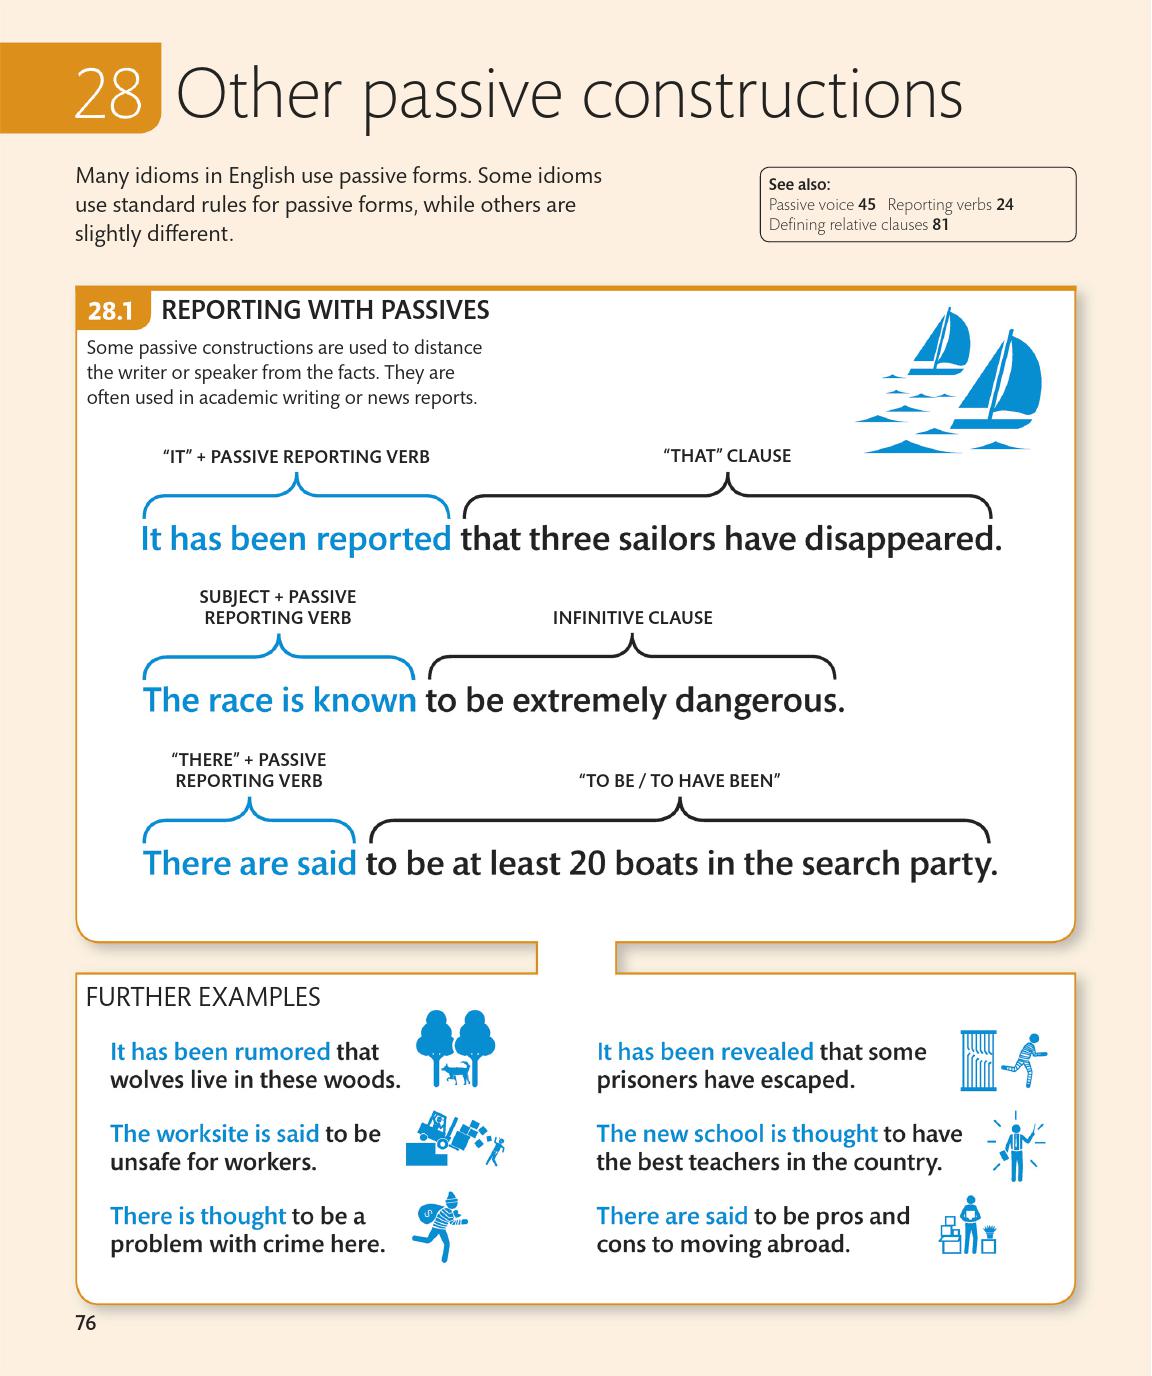 28 Other passive constructions
Many idioms in English use passive forms. Some idioms
use standard rules for passive forms, while others are
slightly different.
See also:
Passive voice 45 Reporting verbs 24
Defining relative clauses 81
28.1 REPORTING WITH PASSIVES
Some passive constructions are used to distance
the writer or speaker from the facts. They are
often used in academic writing or news reports.
“IT” + PASSIVE REPORTING VERB
“THAT” CLAUSE
It has been reported that three sailors have disappeared.
SUBJECT + PASSIVE
REPORTING VERB
INFINITIVE CLAUSE
The race is known to be extremely dangerous.
“THERE” + PASSIVE
REPORTING VERB
“TO BE / TO HAVE BEEN”
There are said to be at least 20 boats in the search party.
FURTHER EXAMPLES
It has been rumored that
wolves live in these woods.
The worksite is said to be
unsafe for workers.
There is thought to be a
problem with crime here.
It has been revealed that some
prisoners have escaped.
The new school is thought to have
the best teachers in the country.
There are said to be pros and
cons to moving abroad.
76